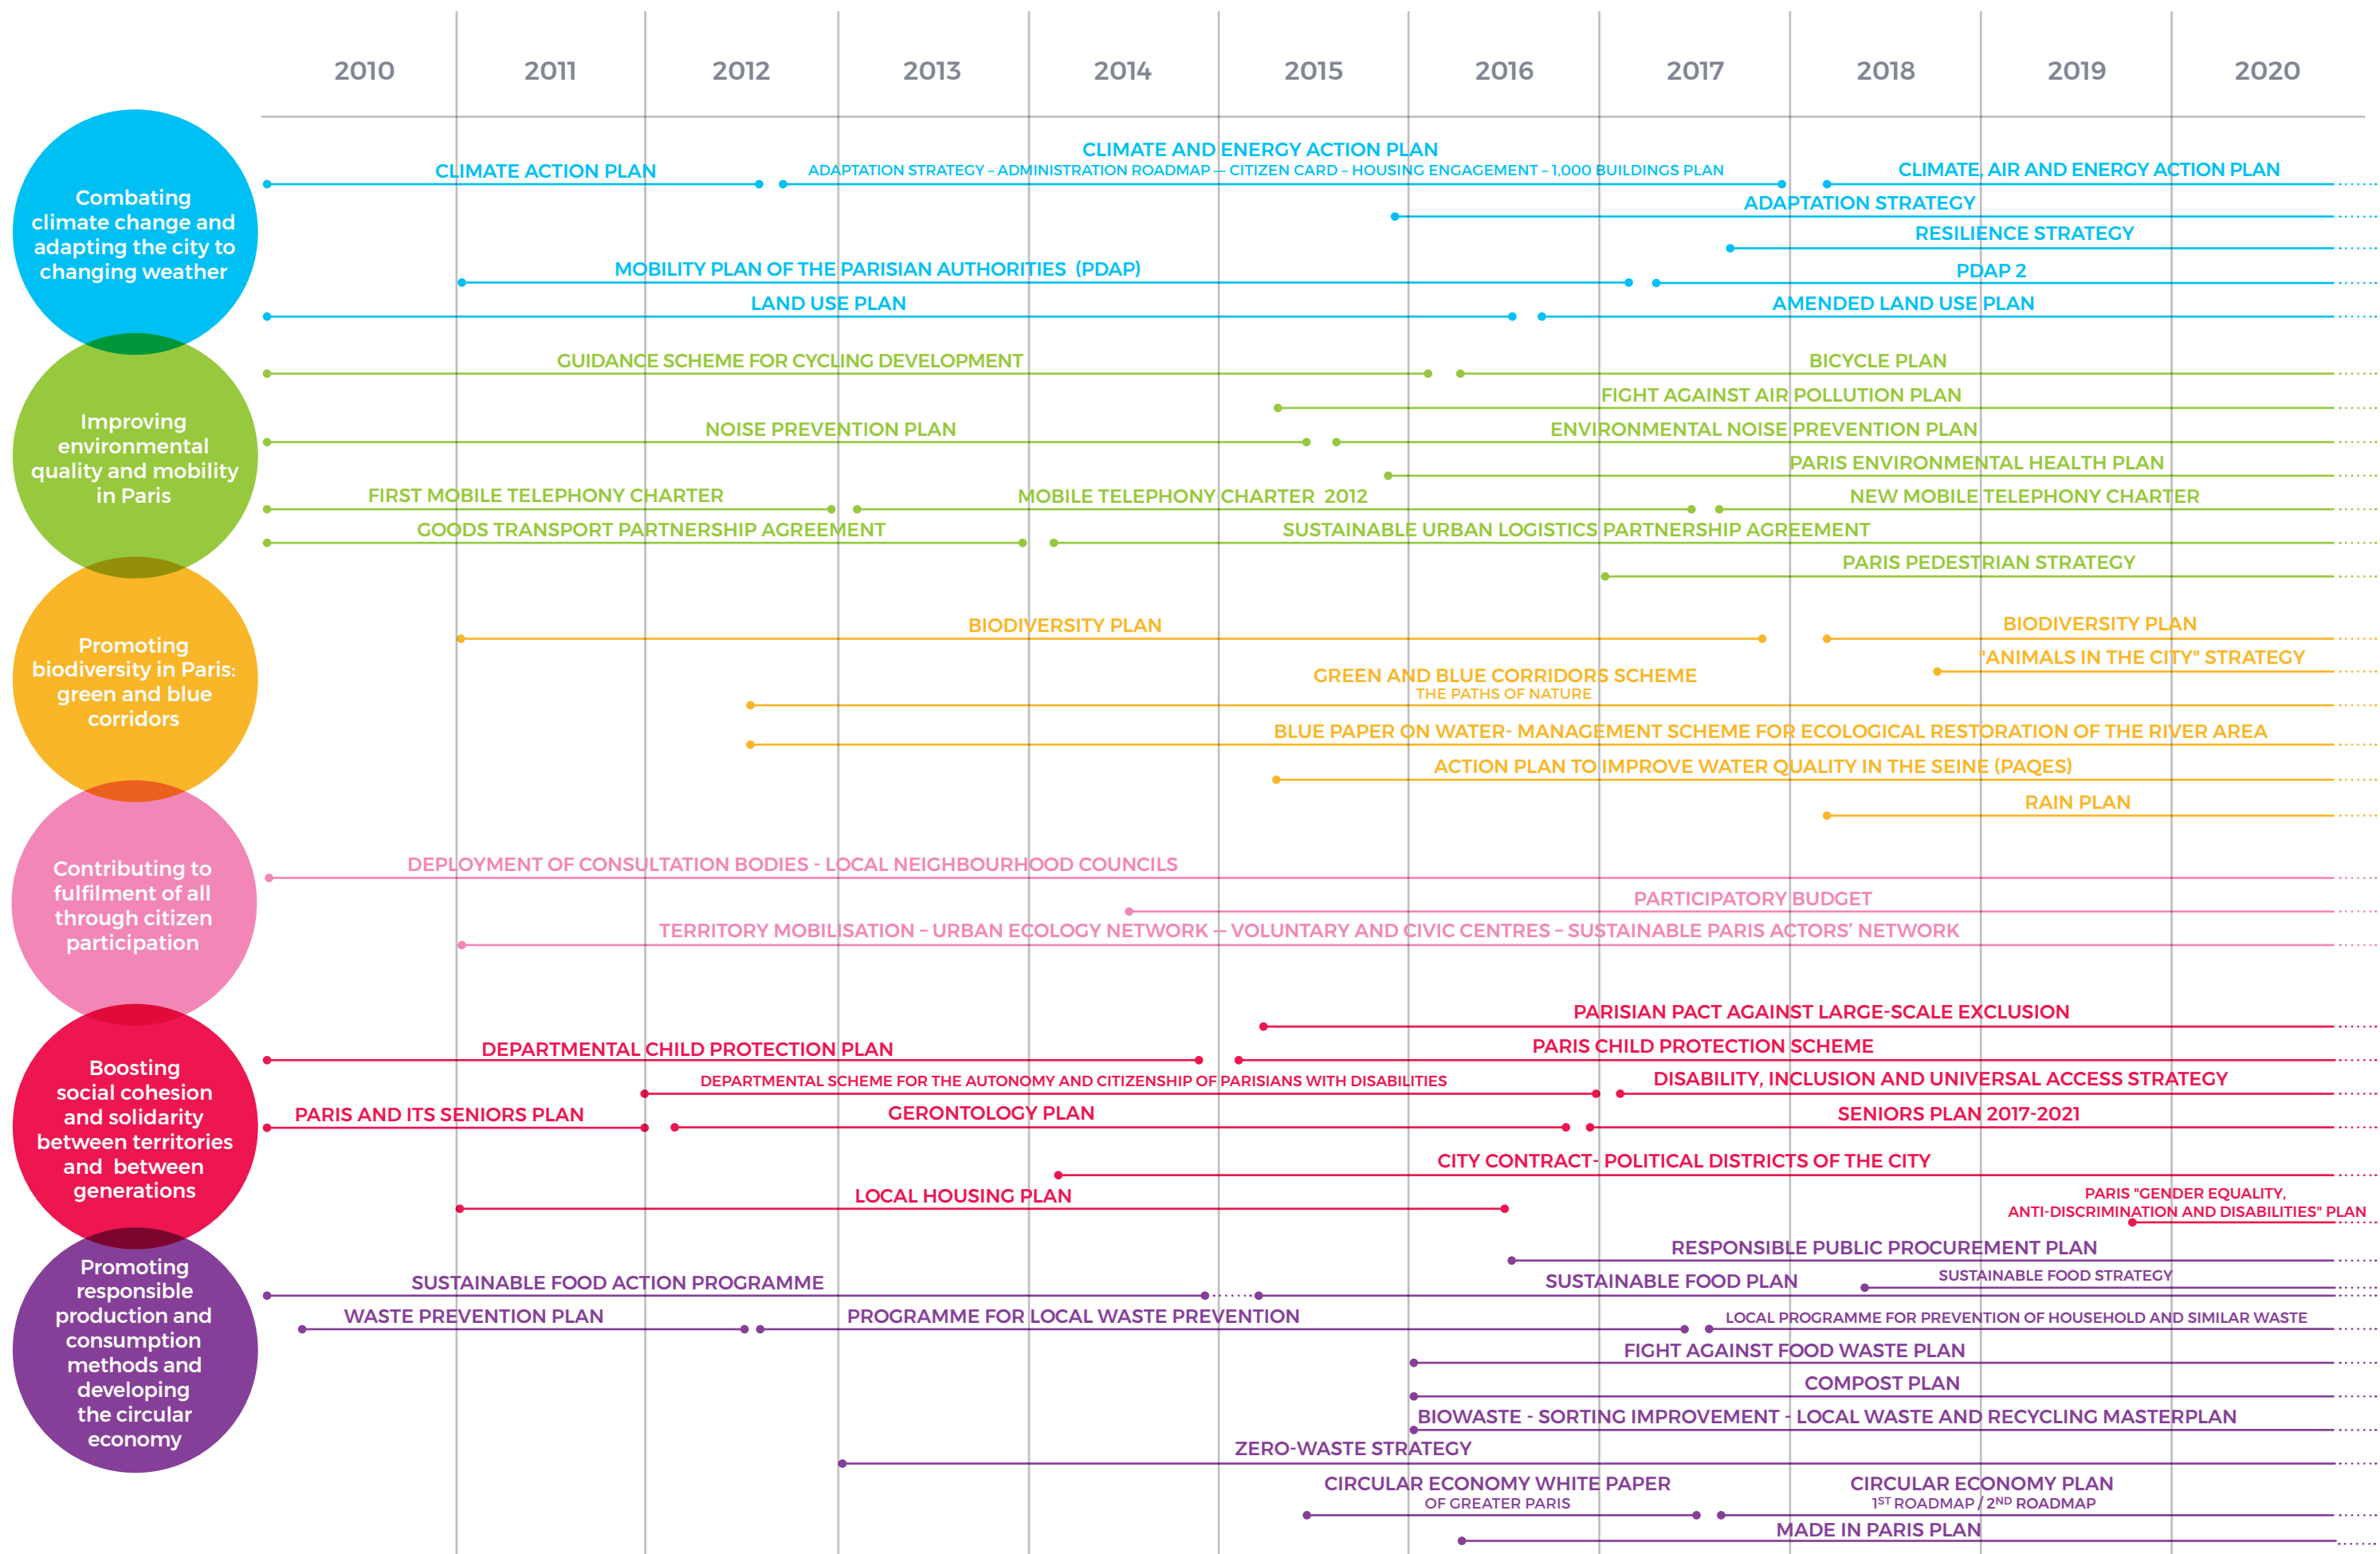 2010 2011 2012 2013 2014 2015 2016 2017 2018 2019 2020
Combating
climate change and
adapting the city to
changing weather
CLIMATE ACTION PLAN
CLIMATE AND ENERGY ACTION PLAN
ADAPTATION STRATEGY – ADMINISTRATION ROADMAP — CITIZEN CARD – HOUSING ENGAGEMENT – 1,000 BUILDINGS PLAN
CLIMATE, AIR AND ENERGY ACTION PLAN
ADAPTATION STRATEGY
RESILIENCE STRATEGY
MOBILITY PLAN OF THE PARISIAN AUTHORITIES (PDAP)
PDAP 2
LAND USE PLAN
AMENDED LAND USE PLAN
Improving
environmental
quality and mobility
in Paris
GUIDANCE SCHEME FOR CYCLING DEVELOPMENT
BICYCLE PLAN
FIGHT AGAINST AIR POLLUTION PLAN
NOISE PREVENTION PLAN
ENVIRONMENTAL NOISE PREVENTION PLAN
PARIS ENVIRONMENTAL HEALTH PLAN
FIRST MOBILE TELEPHONY CHARTER
MOBILE TELEPHONY CHARTER 2012
NEW MOBILE TELEPHONY CHARTER
GOODS TRANSPORT PARTNERSHIP AGREEMENT
SUSTAINABLE URBAN LOGISTICS PARTNERSHIP AGREEMENT
PARIS PEDESTRIAN STRATEGY
Promoting
biodiversity in Paris:
green and blue
corridors
BIODIVERSITY PLAN
BIODIVERSITY PLAN
"ANIMALS IN THE CITY" STRATEGY
GREEN AND BLUE CORRIDORS SCHEME
THE PATHS OF NATURE
BLUE PAPER ON WATER- MANAGEMENT SCHEME FOR ECOLOGICAL RESTORATION OF THE RIVER AREA
ACTION PLAN TO IMPROVE WATER QUALITY IN THE SEINE (PAQES)
RAIN PLAN
Contributing to
fulfilment of all
through citizen
participation
DEPLOYMENT OF CONSULTATION BODIES - LOCAL NEIGHBOURHOOD COUNCILS
PARTICIPATORY BUDGET
TERRITORY MOBILISATION – URBAN ECOLOGY NETWORK — VOLUNTARY AND CIVIC CENTRES – SUSTAINABLE PARIS ACTORS’ NETWORK
Boosting
social cohesion
and solidarity
between territories
and between
generations
PARISIAN PACT AGAINST LARGE-SCALE EXCLUSION
DEPARTMENTAL CHILD PROTECTION PLAN
PARIS CHILD PROTECTION SCHEME
DEPARTMENTAL SCHEME FOR THE AUTONOMY AND CITIZENSHIP OF PARISIANS WITH DISABILITIES
DISABILITY, INCLUSION AND UNIVERSAL ACCESS STRATEGY
PARIS AND ITS SENIORS PLAN
GERONTOLOGY PLAN
SENIORS PLAN 2017-2021
CITY CONTRACT- POLITICAL DISTRICTS OF THE CITY
LOCAL HOUSING PLAN
PARIS "GENDER EQUALITY,
ANTI-DISCRIMINATION AND DISABILITIES" PLAN
Promoting
responsible
production and
consumption
methods and
developing
the circular
economy
RESPONSIBLE PUBLIC PROCUREMENT PLAN
SUSTAINABLE FOOD ACTION PROGRAMME
SUSTAINABLE FOOD PLAN
SUSTAINABLE FOOD STRATEGY
WASTE PREVENTION PLAN
PROGRAMME FOR LOCAL WASTE PREVENTION
LOCAL PROGRAMME FOR PREVENTION OF HOUSEHOLD AND SIMILAR WASTE
FIGHT AGAINST FOOD WASTE PLAN
COMPOST PLAN
BIOWASTE - SORTING IMPROVEMENT - LOCAL WASTE AND RECYCLING MASTERPLAN
ZERO-WASTE STRATEGY
CIRCULAR ECONOMY WHITE PAPER
OF GREATER PARIS
CIRCULAR ECONOMY PLAN
1ST ROADMAP / 2ND ROADMAP
MADE IN PARIS PLAN